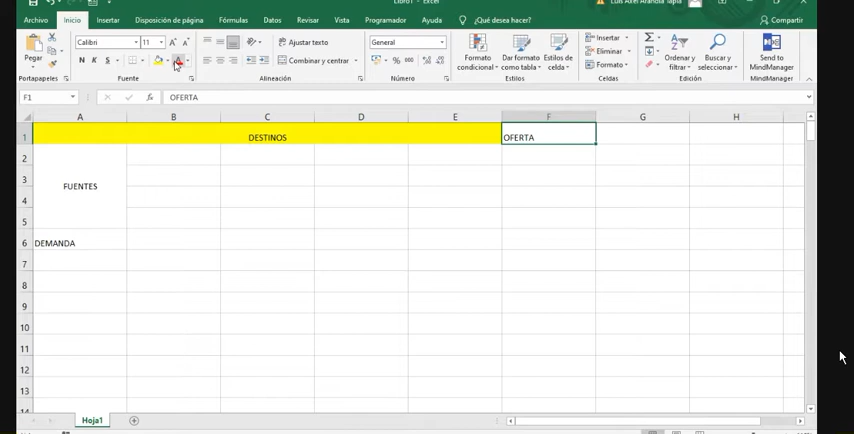 Libro1 - Excel
Luis Axel Arandia Tapia
Archivo Inicio Insertar Disposición de página Fórmulas Datos Revisar Vista Programador Ayuda ¿Qué desea hacer? Compartir
Pegar
Calibri 11
N K S
Ajustar texto
Combinar y centrar
General
% 000
Formato condicional
Dar formato como tabla
Estilos de celda
Insertar
Eliminar
Formato
Ordenar y filtrar
Buscar y seleccionar
Send to MindManager
Portapapeles Fuente Alineación Número Estilos Celdas Edición MindManager
F1 fx OFERTA
A B C D E F G H
1 DESTINOS OFERTA
2
3 FUENTES
4
5
6 DEMANDA
7
8
9
10
11
12
13
14
Hoja1